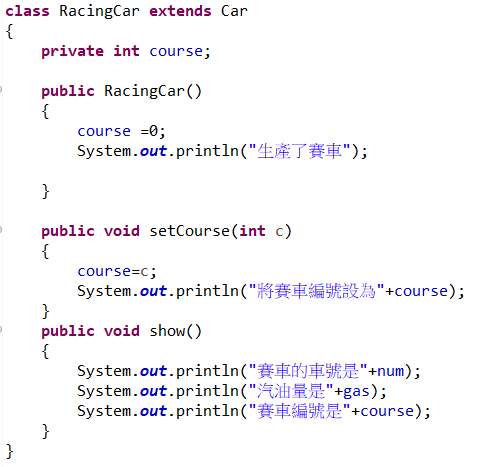 class RacingCar extends Car
{
    private int course;
    public RacingCar()
    {
        course =0;
        System.out.println("生產了賽車");
    }
    public void setCourse(int c)
    {
        course=c;
        System.out.println("將賽車編號設為"+course);
    }
    public void show()
    {
        System.out.println("賽車的車號是"+num);
        System.out.println("汽油量是"+gas);
        System.out.println("賽車編號是"+course);
    }
}